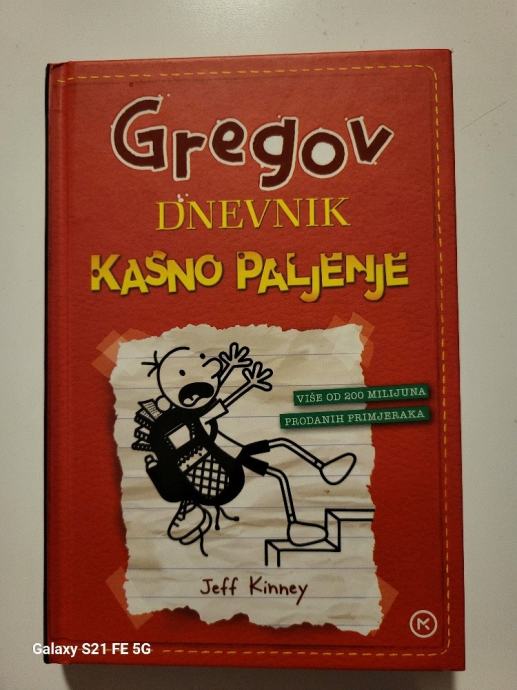 Gregov
DNEVNIK
KASNO PALJENJE
VIŠE OD 200 MILIJUNA
PRODANIH PRIMJERAKA
Jeff Kinney
M
Galaxy S21 FE 5G